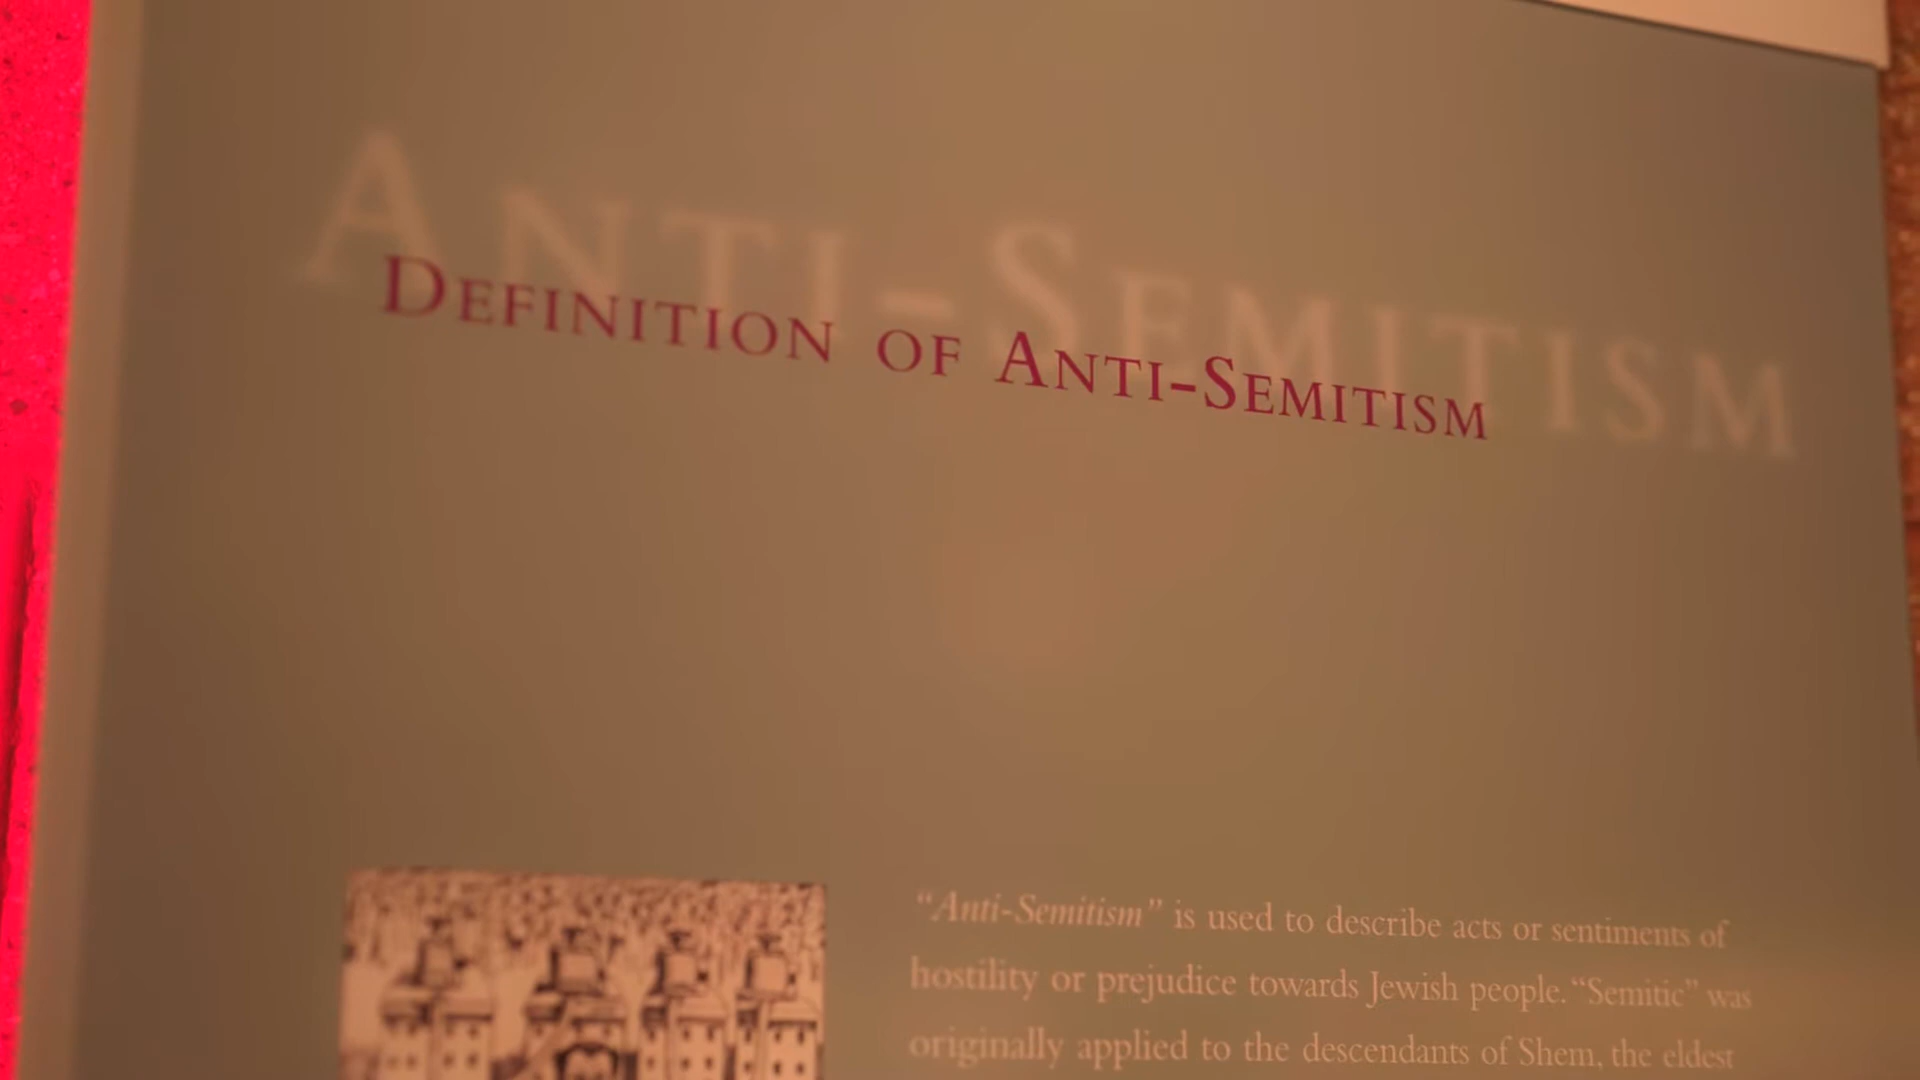 ANTI-SEMITISM
DEFINITION OF ANTI-SEMITISM
“Anti-Semitism” is used to describe acts or sentiments of
hostility or prejudice towards Jewish people. “Semitic” was
originally applied to the descendants of Shem, the eldest